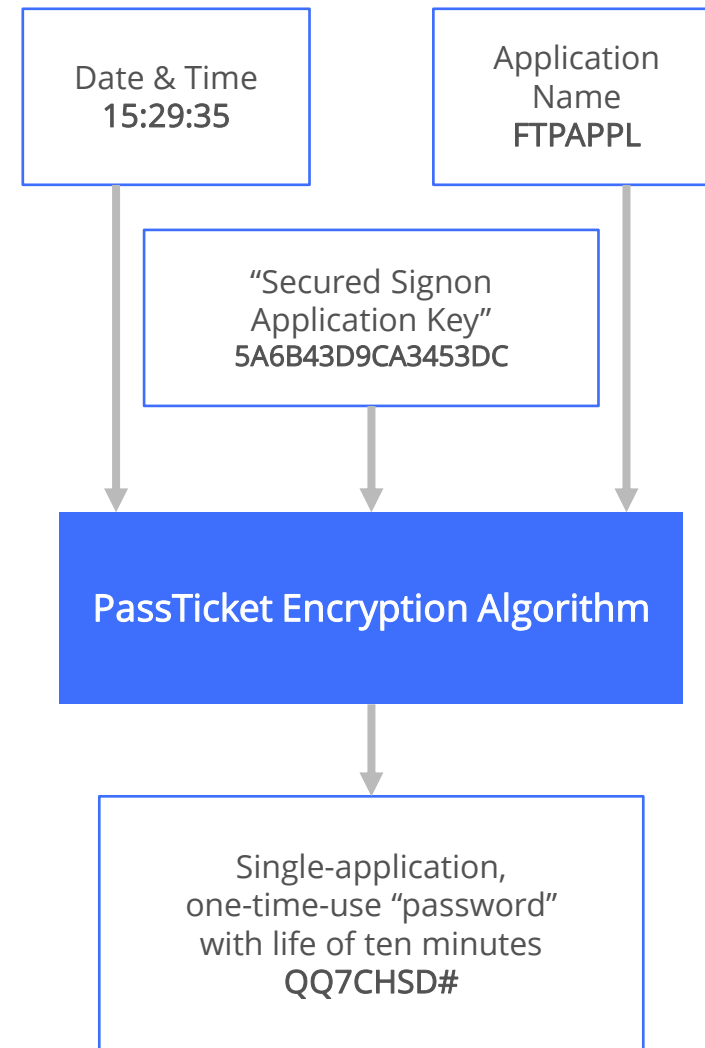 Date & Time
15:29:35
Application
Name
FTPAPPL
“Secured Signon
Application Key”
5A6B43D9CA3453DC
PassTicket Encryption Algorithm
Single-application,
one-time-use “password”
with life of ten minutes
QQ7CHSD#